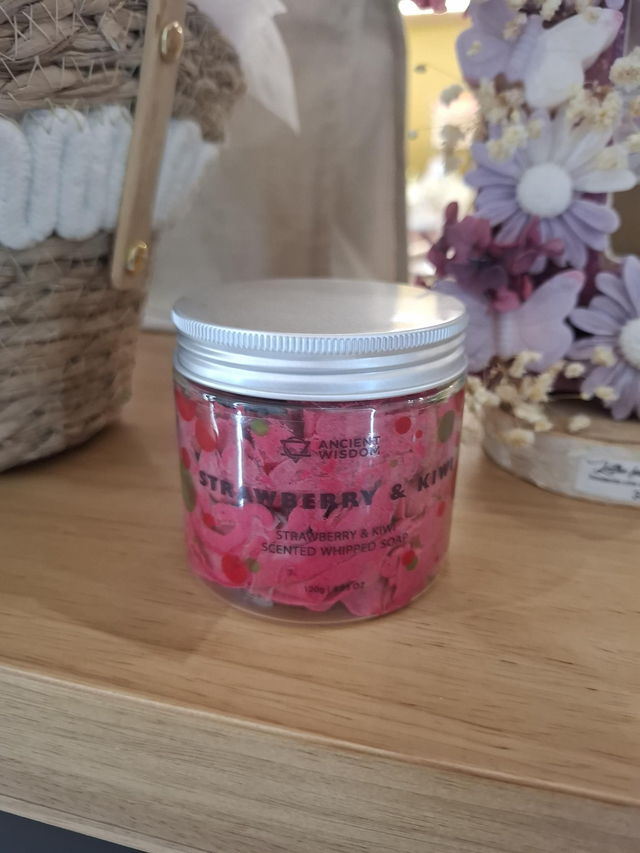 ANCIENT
WISDOM
STRAWBERRY & KIWI
STRAWBERRY & KIWI
SCENTED WHIPPED SOAP